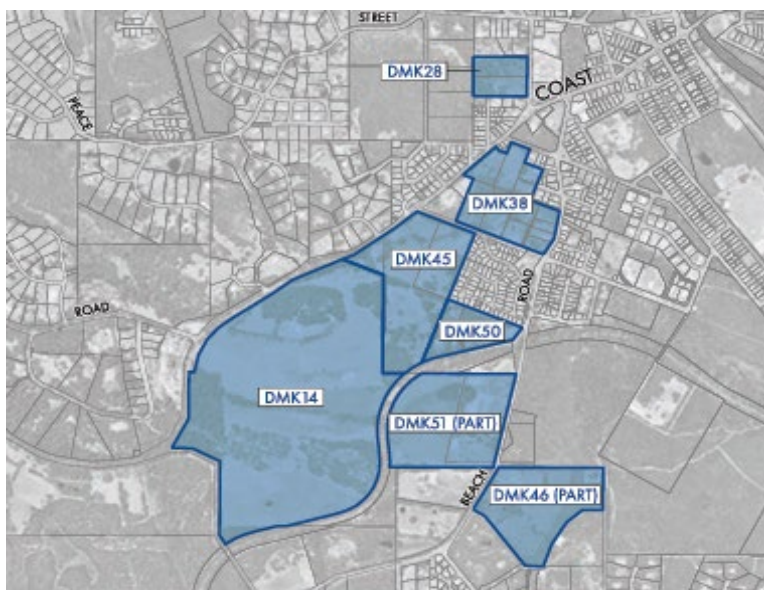 STREET
DMK28
COAST
PEACE
DMK38
DMK45
ROAD
ROAD
DMK50
DMK14
DMK51 (PART)
BEACH
DMK46 (PART)